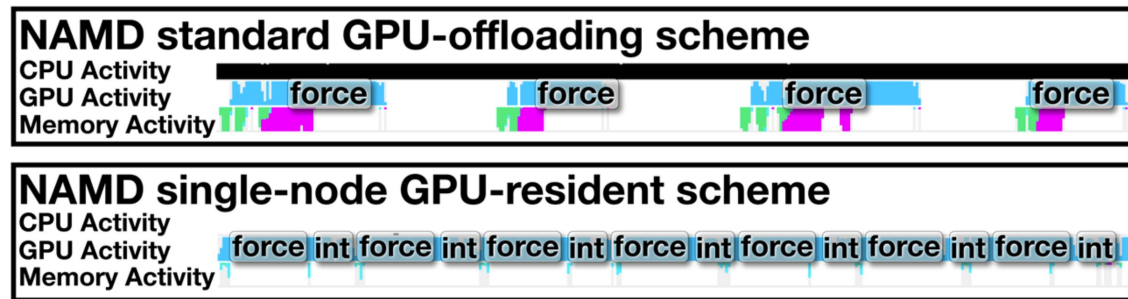 NAMD standard GPU-offloading scheme
CPU Activity
GPU Activity force force force force
Memory Activity
NAMD single-node GPU-resident scheme
CPU Activity
GPU Activity force int force int force int force int force int force int force int
Memory Activity